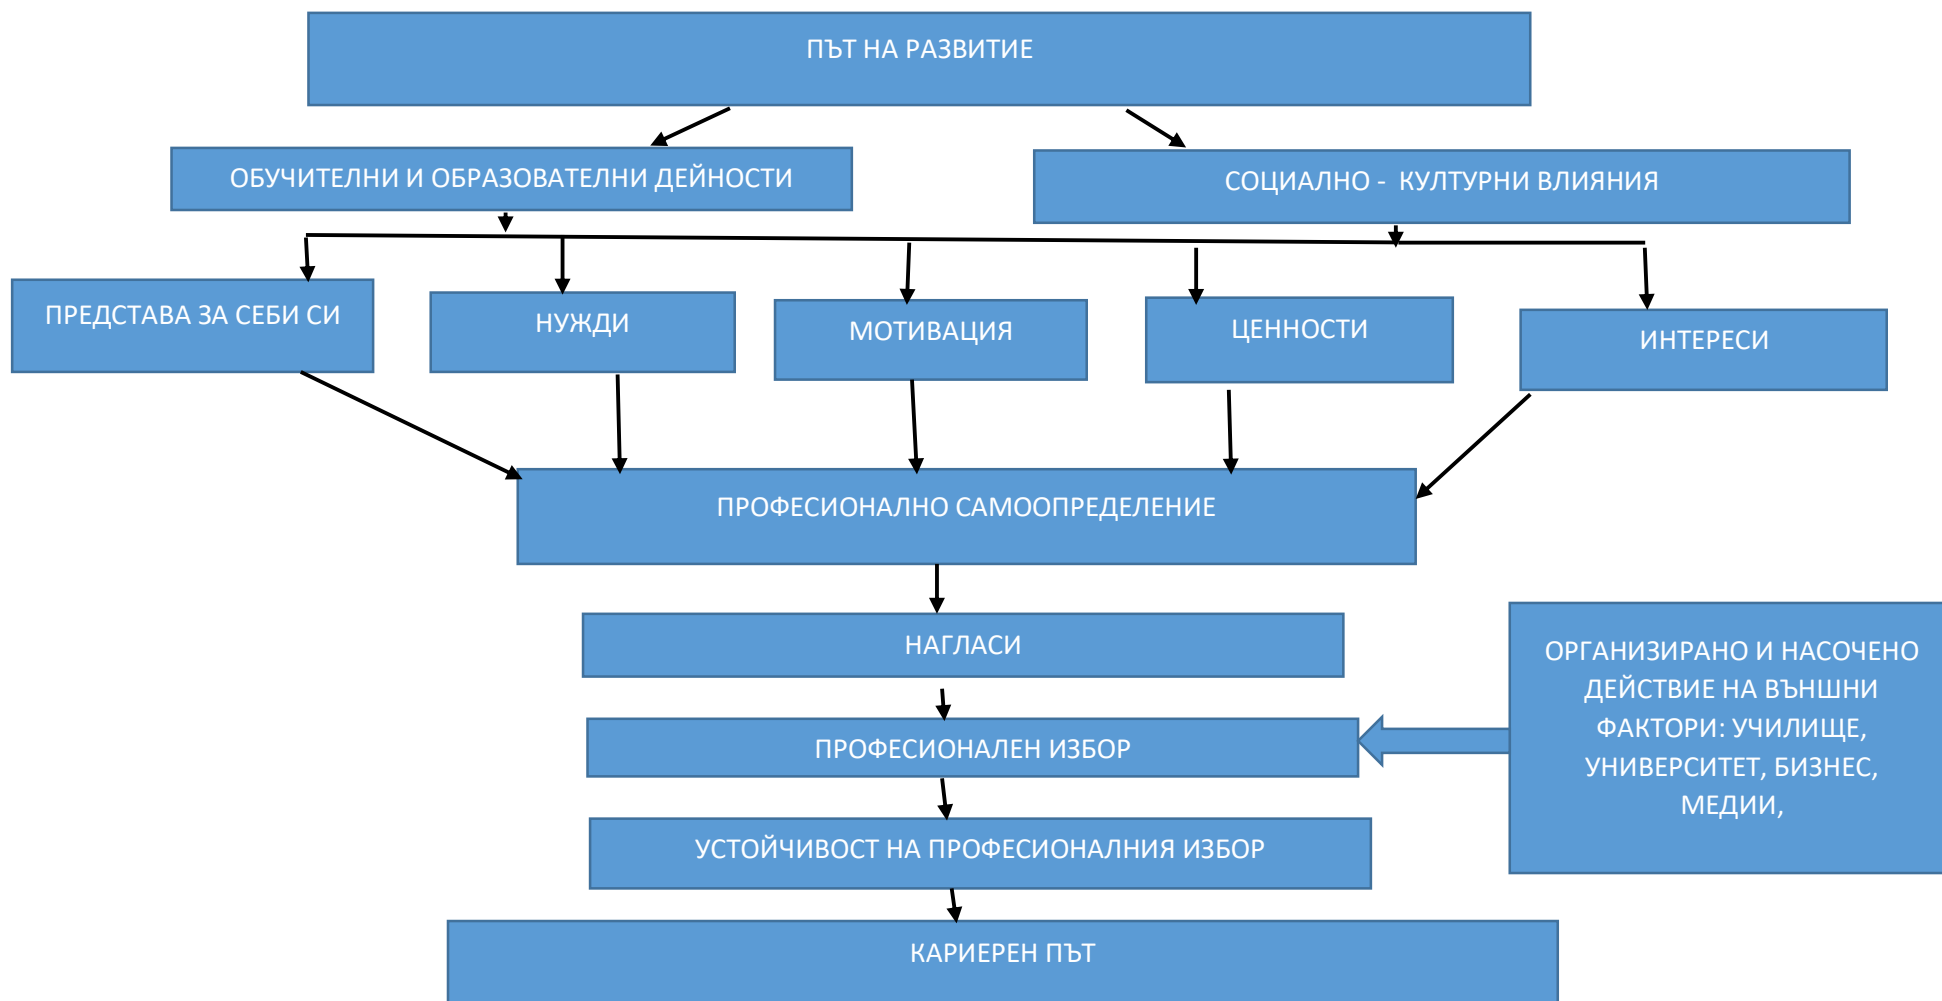 ПЪТ НА РАЗВИТИЕ
ОБУЧИТЕЛНИ И ОБРАЗОВАТЕЛНИ ДЕЙНОСТИ
СОЦИАЛНО - КУЛТУРНИ ВЛИЯНИЯ
ПРЕДСТАВА ЗА СЕБИ СИ
НУЖДИ
МОТИВАЦИЯ
ЦЕННОСТИ
ИНТЕРЕСИ
ПРОФЕСИОНАЛНО САМООПРЕДЕЛЕНИЕ
НАГЛАСИ
ОРГАНИЗИРАНО И НАСОЧЕНО
ДЕЙСТВИЕ НА ВЪНШНИ
ФАКТОРИ: УЧИЛИЩЕ,
УНИВЕРСИТЕТ, БИЗНЕС,
МЕДИИ,
ПРОФЕСИОНАЛЕН ИЗБОР
УСТОЙЧИВОСТ НА ПРОФЕСИОНАЛНИЯ ИЗБОР
КАРИЕРЕН ПЪТ